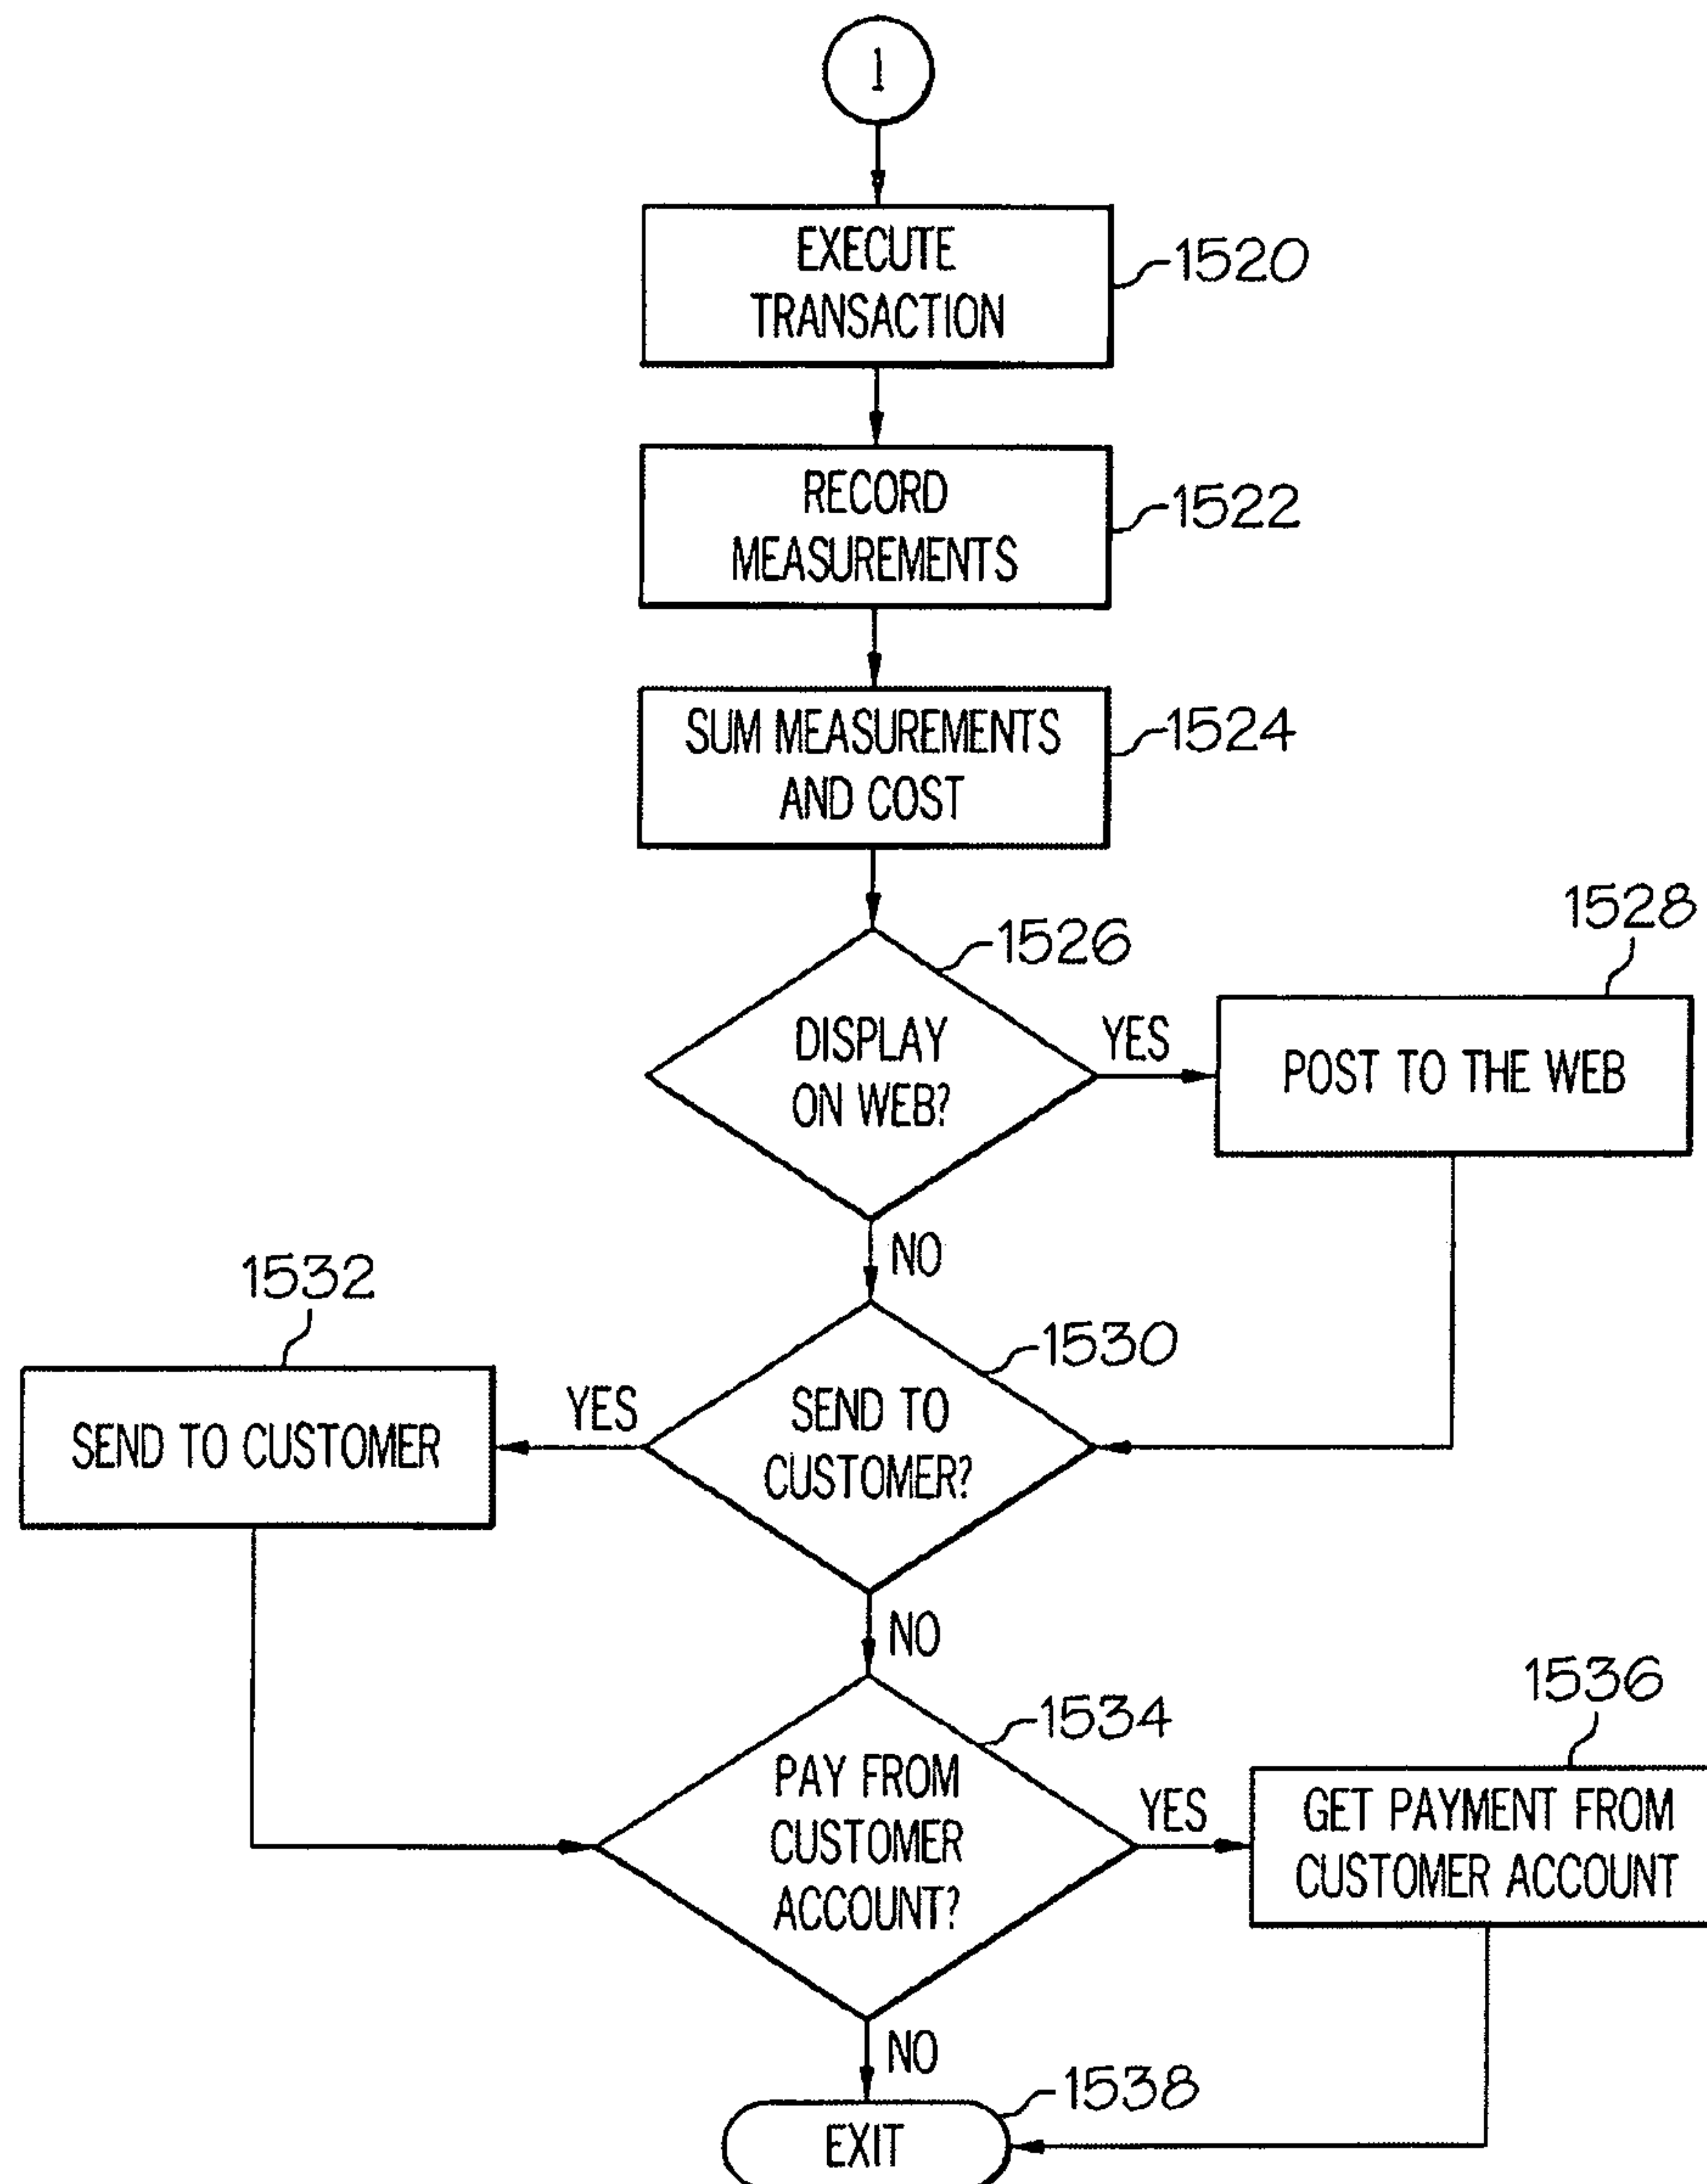 1
EXECUTE
TRANSACTION
1520
RECORD
MEASUREMENTS
1522
SUM MEASUREMENTS
AND COST
1524
1526
DISPLAY
ON WEB?
YES
1528
POST TO THE WEB
NO
1530
SEND TO
CUSTOMER?
YES
1532
SEND TO CUSTOMER
NO
1534
PAY FROM
CUSTOMER
ACCOUNT?
YES
1536
GET PAYMENT FROM
CUSTOMER ACCOUNT
NO
1538
EXIT